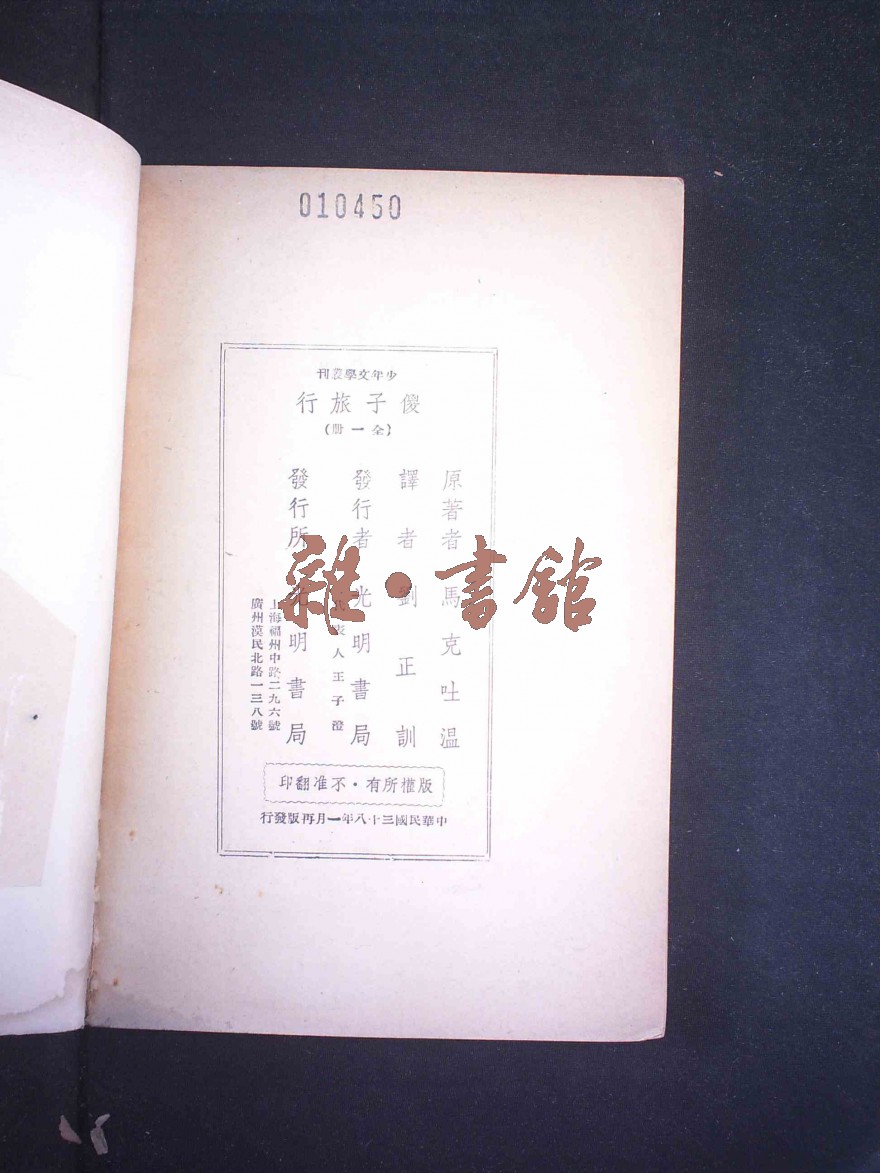 010450
少年文學叢刊
傻子旅行
(全一冊)
原著者 馬克吐温
譯者 劉正訓
發行者 光明書局
代表人王子澄
發行所 光明書局
上海福州中路二九六號
廣州漢民北路一三八號
版權所有·不准翻印
中華民國三十八年一月再版發行
雜·書館